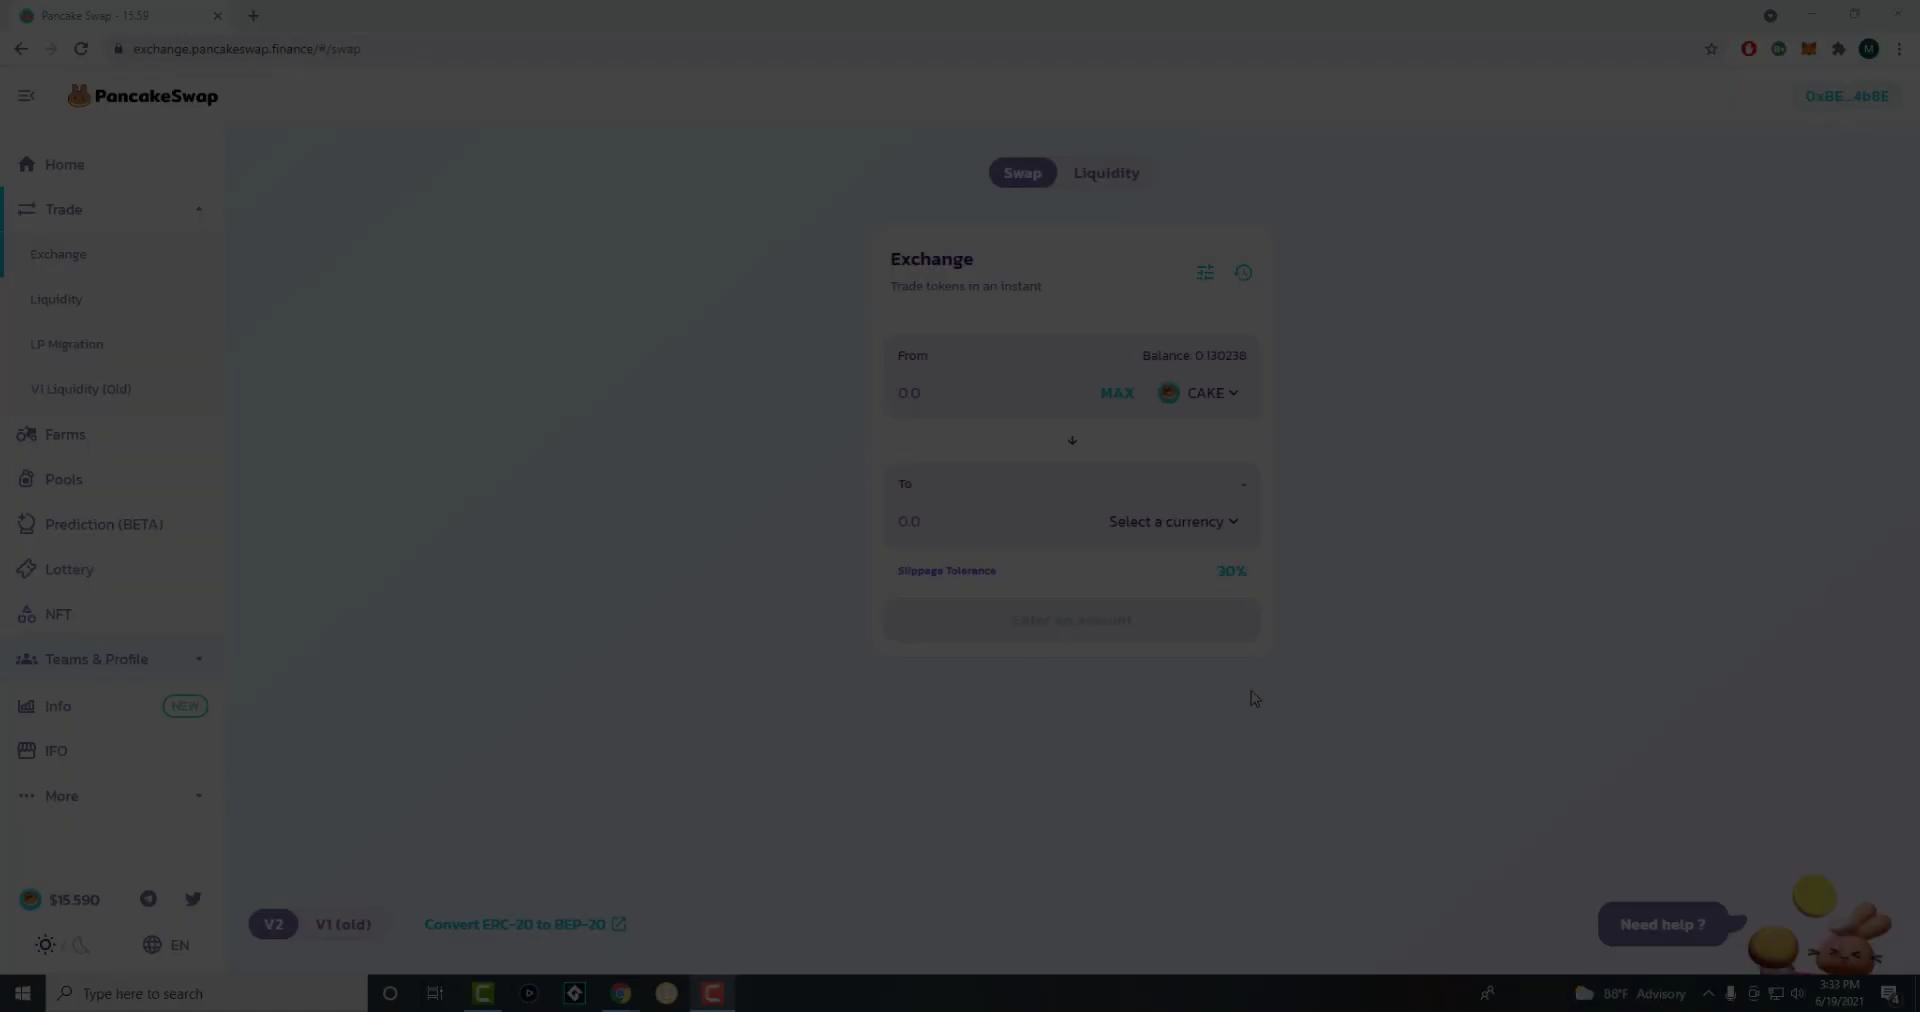 Pancake Swap - 15.59
exchange.pancakeswap.finance/#/swap
M
PancakeSwap
0xBE...4b8E
Home
Trade
Exchange
Liquidity
LP Migration
V1 Liquidity (Old)
Farms
Pools
Prediction (BETA)
Lottery
NFT
Teams & Profile
Info
NEW
IFO
More
$15.590
EN
Swap
Liquidity
Exchange
Trade tokens in an instant
From
Balance: 0.130238
0.0
MAX
CAKE
To
-
0.0
Select a currency
Slippage Tolerance
30%
Enter an amount
V2
V1 (old)
Convert ERC-20 to BEP-20
Need help ?
Type here to search
88°F Advisory
3:33 PM
6/19/2021
4